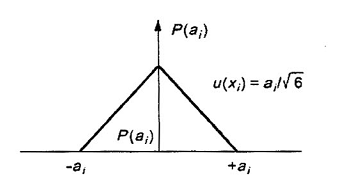 P(aᵢ)
u(xᵢ) = aᵢ/√6
P(aᵢ)
-aᵢ
+aᵢ